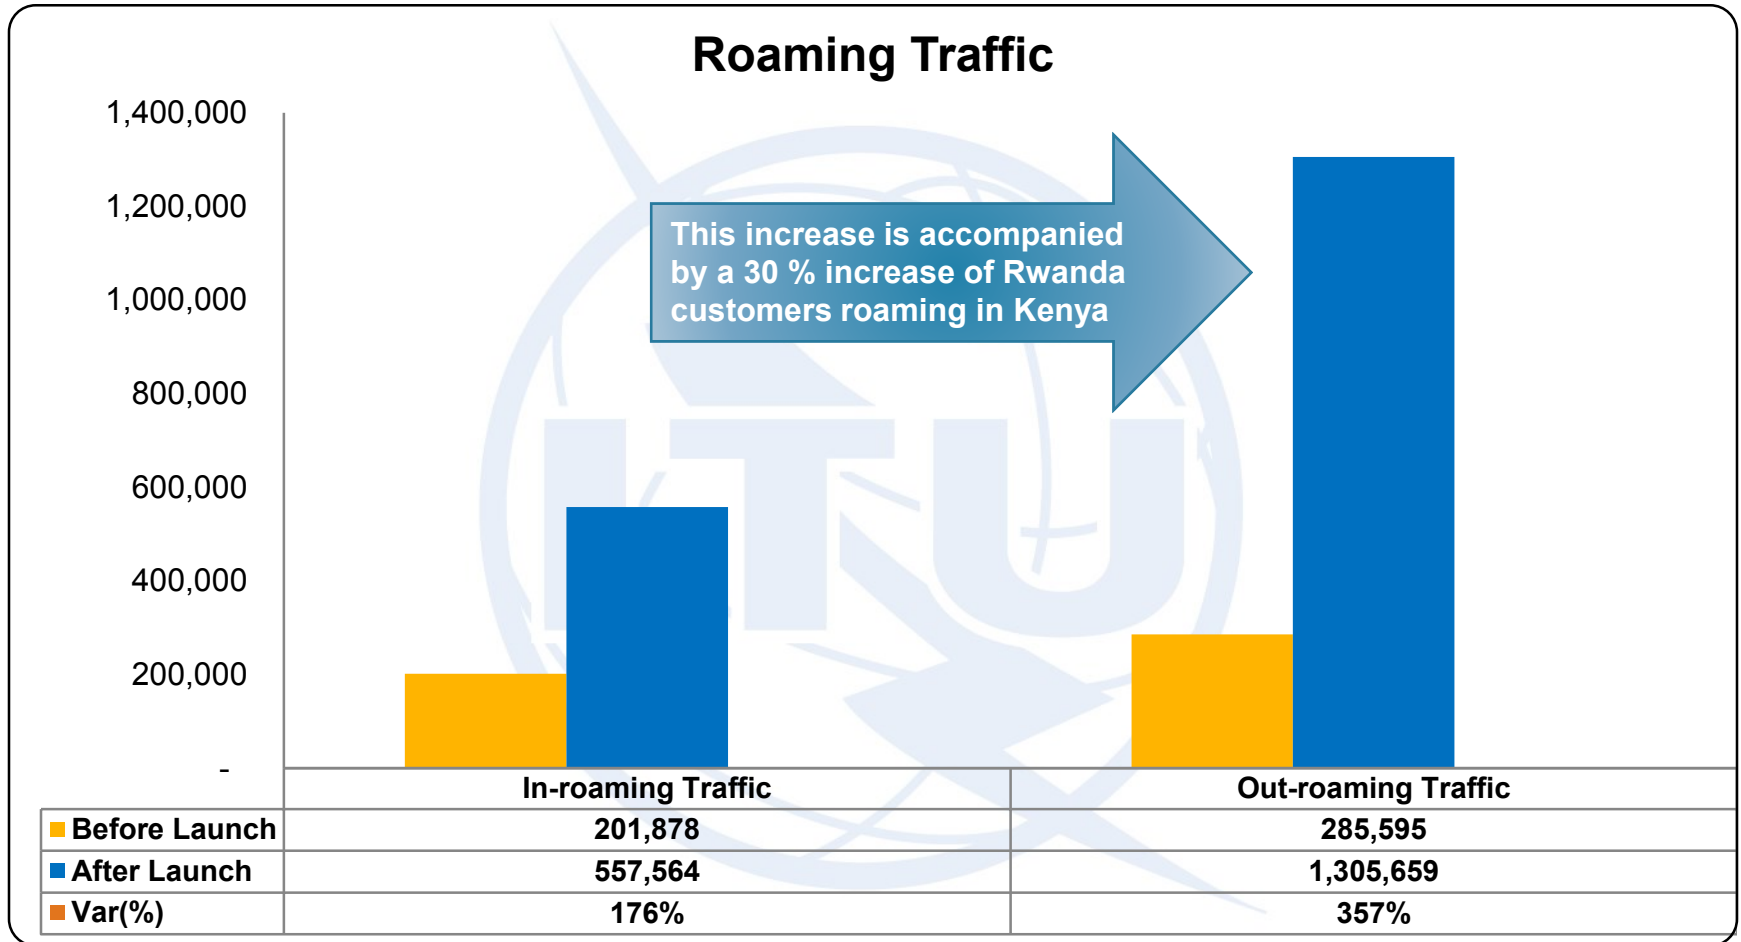 Roaming Traffic
1,400,000
1,200,000
1,000,000
800,000
600,000
400,000
200,000
-
This increase is accompanied
by a 30 % increase of Rwanda
customers roaming in Kenya
ITU
In-roaming Traffic Out-roaming Traffic
Before Launch 201,878 285,595
After Launch 557,564 1,305,659
Var(%) 176% 357%